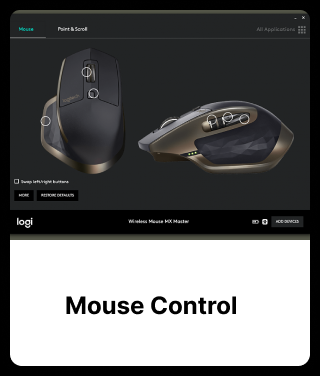 Mouse
Point & Scroll
All Applications
Swap left/right buttons
MORE
RESTORE DEFAULTS
logi
Wireless Mouse MX Master
ADD DEVICES
Mouse Control